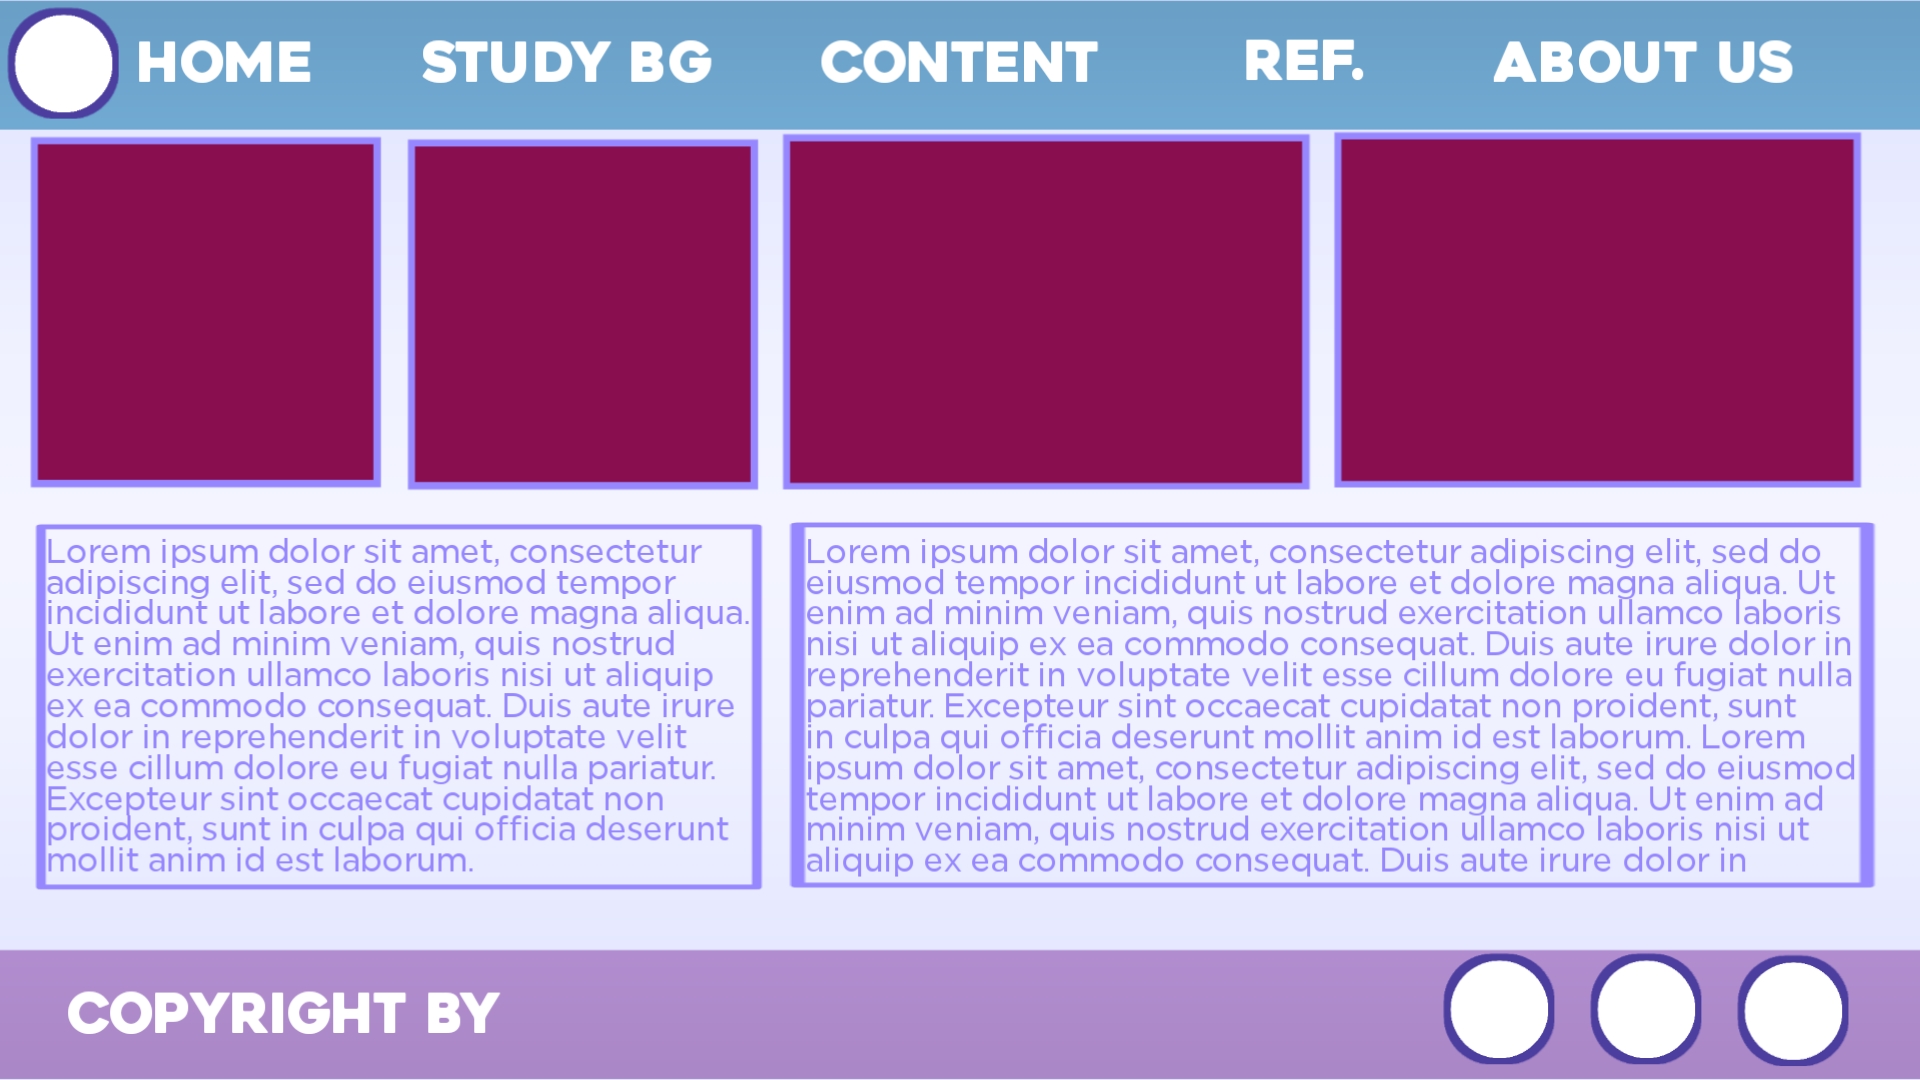 HOME STUDY BG CONTENT REF. ABOUT US
Lorem ipsum dolor sit amet, consectetur
adipiscing elit, sed do eiusmod tempor
incididunt ut labore et dolore magna aliqua.
Ut enim ad minim veniam, quis nostrud
exercitation ullamco laboris nisi ut aliquip
ex ea commodo consequat. Duis aute irure
dolor in reprehenderit in voluptate velit
esse cillum dolore eu fugiat nulla pariatur.
Excepteur sint occaecat cupidatat non
proident, sunt in culpa qui officia deserunt
mollit anim id est laborum.
Lorem ipsum dolor sit amet, consectetur adipiscing elit, sed do
eiusmod tempor incididunt ut labore et dolore magna aliqua. Ut
enim ad minim veniam, quis nostrud exercitation ullamco laboris
nisi ut aliquip ex ea commodo consequat. Duis aute irure dolor in
reprehenderit in voluptate velit esse cillum dolore eu fugiat nulla
pariatur. Excepteur sint occaecat cupidatat non proident, sunt
in culpa qui officia deserunt mollit anim id est laborum. Lorem
ipsum dolor sit amet, consectetur adipiscing elit, sed do eiusmod
tempor incididunt ut labore et dolore magna aliqua. Ut enim ad
minim veniam, quis nostrud exercitation ullamco laboris nisi ut
aliquip ex ea commodo consequat. Duis aute irure dolor in
COPYRIGHT BY